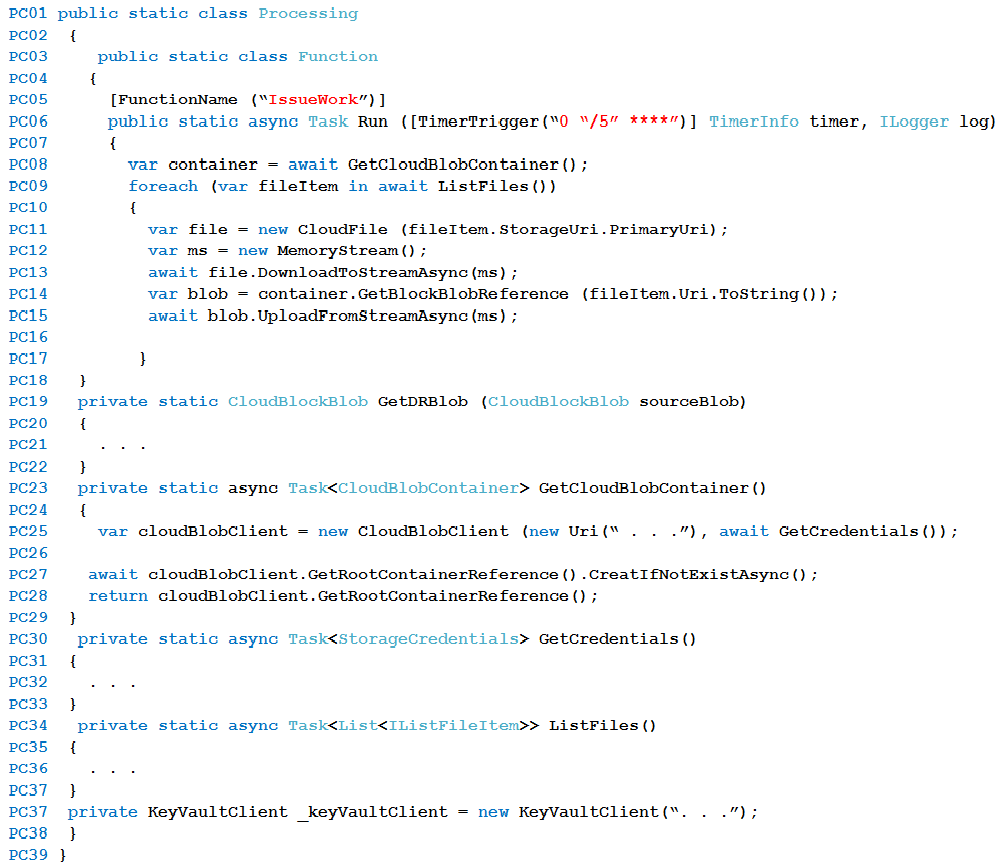 PC01 public static class Processing
PC02 {
PC03 public static class Function
PC04 {
PC05 [FunctionName (“IssueWork”)]
PC06 public static async Task Run ([TimerTrigger(“0 “/5” ****”)] TimerInfo timer, ILogger log)
PC07 {
PC08 var container = await GetCloudBlobContainer();
PC09 foreach (var fileItem in await ListFiles())
PC10 {
PC11 var file = new CloudFile (fileItem.StorageUri.PrimaryUri);
PC12 var ms = new MemoryStream();
PC13 await file.DownloadToStreamAsync(ms);
PC14 var blob = container.GetBlockBlobReference (fileItem.Uri.ToString());
PC15 await blob.UploadFromStreamAsync(ms);
PC16
PC17 }
PC18 }
PC19 private static CloudBlockBlob GetDRBlob (CloudBlockBlob sourceBlob)
PC20 {
PC21 . . .
PC22 }
PC23 private static async Task<CloudBlobContainer> GetCloudBlobContainer()
PC24 {
PC25 var cloudBlobClient = new CloudBlobClient (new Uri(“ . . .”), await GetCredentials());
PC26
PC27 await cloudBlobClient.GetRootContainerReference().CreatIfNotExistAsync();
PC28 return cloudBlobClient.GetRootContainerReference();
PC29 }
PC30 private static async Task<StorageCredentials> GetCredentials()
PC31 {
PC32 . . .
PC33 }
PC34 private static async Task<List<IListFileItem>> ListFiles()
PC35 {
PC36 . . .
PC37 }
PC37 private KeyVaultClient _keyVaultClient = new KeyVaultClient(“. . .”);
PC38 }
PC39 }